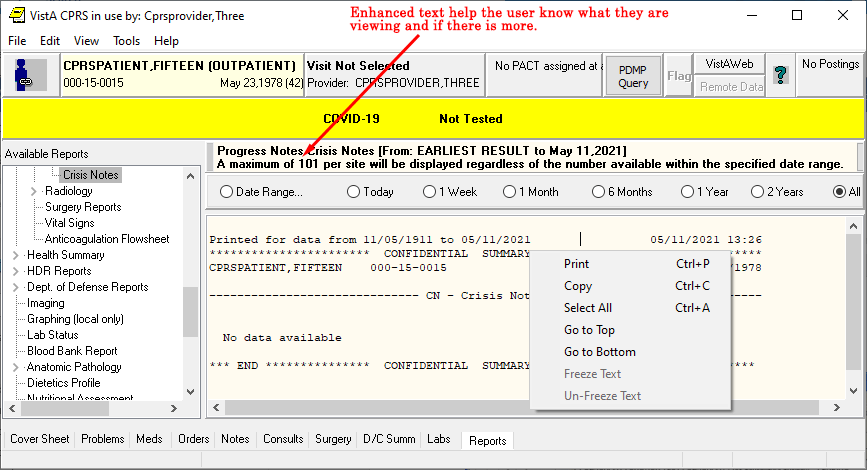 VistA CPRS in use by: Cprsprovider,Three
Enhanced text help the user know what they are
viewing and if there is more.
File Edit View Tools Help
CPRSPATIENT,FIFTEEN (OUTPATIENT)
000-15-0015 May 23,1978 (42)
Visit Not Selected
Provider: CPRSPROVIDER,THREE
No PACT assigned at
PDMP
Query
Flag
VistAWeb
Remote Data
?
No Postings
COVID-19 Not Tested
Available Reports
Progress Notes Crisis Notes [From: EARLIEST RESULT to May 11,2021]
A maximum of 101 per site will be displayed regardless of the number available within the specified date range.
Date Range... Today 1 Week 1 Month 6 Months 1 Year 2 Years All
Crisis Notes
Radiology
Surgery Reports
Vital Signs
Anticoagulation Flowsheet
Health Summary
HDR Reports
Dept. of Defense Reports
Imaging
Graphing (local only)
Lab Status
Blood Bank Report
Anatomic Pathology
Dietetics Profile
Nutritional Assessment
Printed for data from 11/05/1911 to 05/11/2021 05/11/2021 13:26
******************** CONFIDENTIAL SUMMARY
CPRSPATIENT,FIFTEEN 000-15-0015 /1978
------------------------------ CN - Crisis Not ------
No data available
*** END *************** CONFIDENTIAL SUMMARY ****
Print Ctrl+P
Copy Ctrl+C
Select All Ctrl+A
Go to Top
Go to Bottom
Freeze Text
Un-Freeze Text
Cover Sheet Problems Meds Orders Notes Consults Surgery D/C Summ Labs Reports